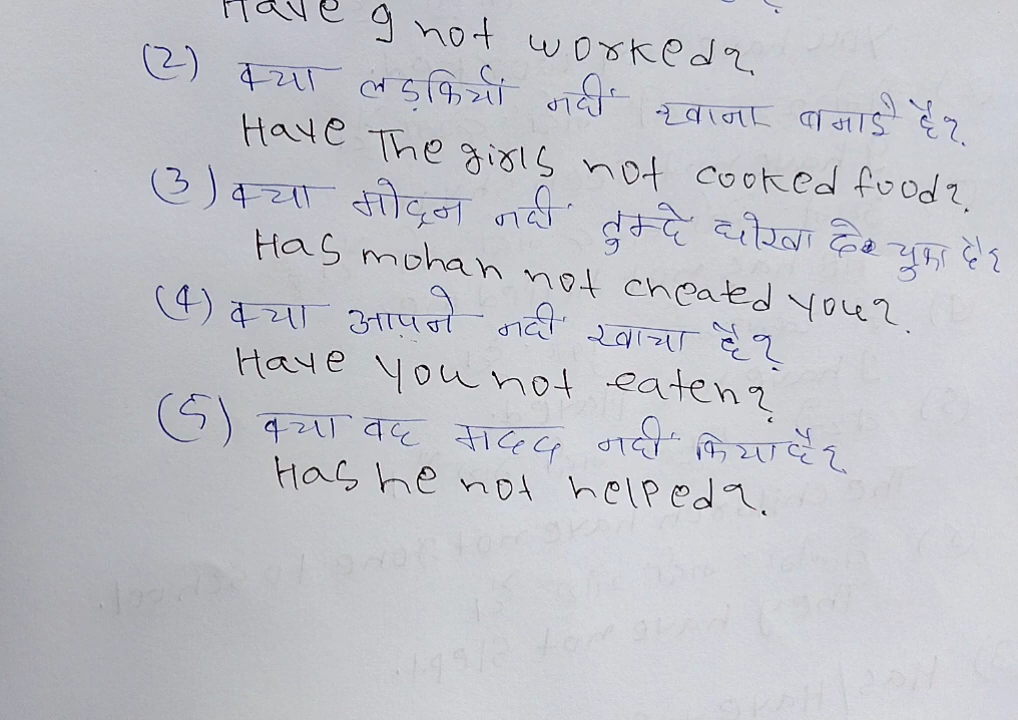 Have I not worked?
(2) क्या लड़कियाँ नहीं खाना बनाई है?
Have The girls not cooked food?
(3) क्या मोहन नहीं तुम्हे धोखा दे चुका है?
Has mohan not cheated you?
(4) क्या आपने नहीं खाया है?
Have you not eaten?
(5) क्या वह मदद नहीं किया है?
Has he not helped?